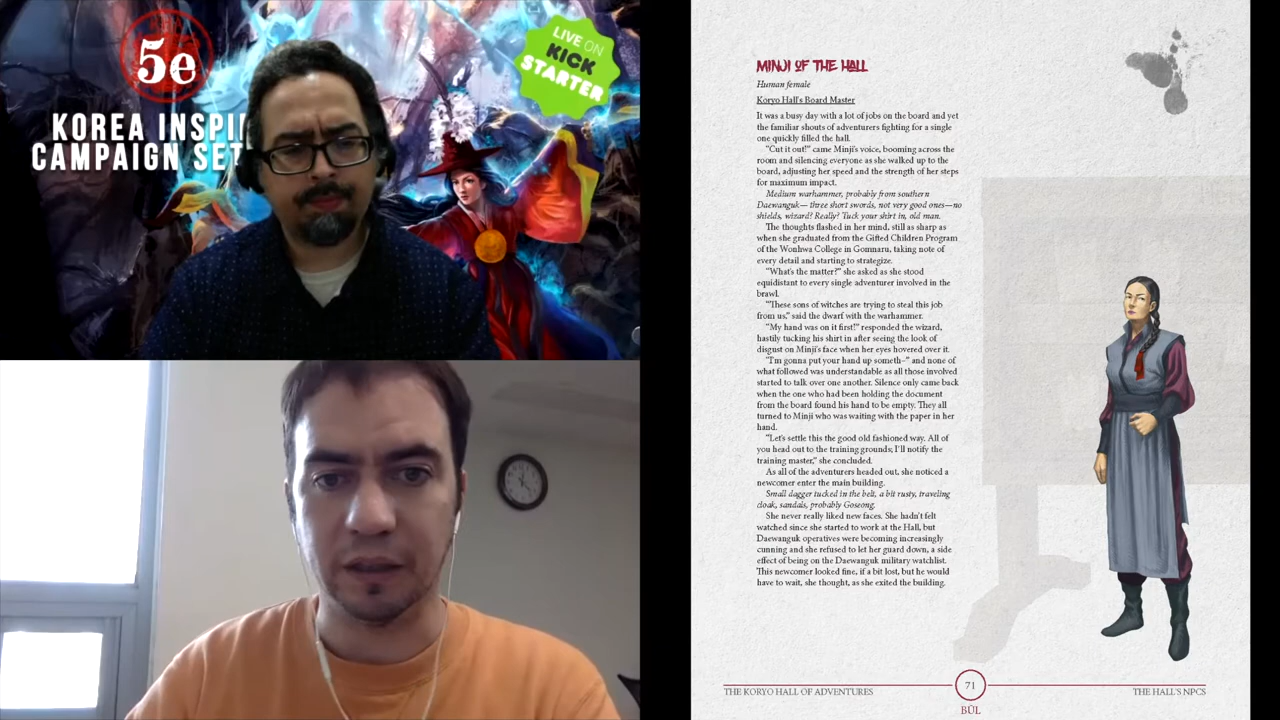 5e
KOREA INSPI
CAMPAIGN SET
LIVE ON
KICK
STARTER
MINJI OF THE HALL
Human female
Koryo Hall's Board Master
It was a busy day with a lot of jobs on the board and yet
the familiar shouts of adventurers fighting for a single
one quickly filled the hall.
"Cut it out!" came Minji's voice, booming across the
room and silencing everyone as she walked up to the
board, adjusting her speed and the strength of her steps
for maximum impact.
Medium warhammer, probably from southern
Daewanguk— three short swords, not very good ones—no
shields, wizard? Really? Tuck your shirt in, old man.
The thoughts flashed in her mind, still as sharp as
when she graduated from the Gifted Children Program
of the Wonhwa College in Gomnaru, taking note of
every detail and starting to strategize.
"What's the matter?" she asked as she stood
equidistant to every single adventurer involved in the
brawl.
"These sons of witches are trying to steal this job
from us," said the dwarf with the warhammer.
"My hand was on it first!" responded the wizard,
hastily tucking his shirt in after seeing the look of
disgust on Minji's face when her eyes hovered over it.
"I'm gonna put your hand up someth–" and none of
what followed was understandable as all those involved
started to talk over one another. Silence only came back
when the one who had been holding the document
from the board found his hand to be empty. They all
turned to Minji who was waiting with the paper in her
hand.
"Let's settle this the good old fashioned way. All of
you head out to the training grounds; I'll notify the
training master," she concluded.
As all of the adventurers headed out, she noticed a
newcomer enter the main building.
Small dagger tucked in the belt, a bit rusty, traveling
cloak, sandals, probably Goseong.
She never really liked new faces. She hadn't felt
watched since she started to work at the Hall, but
Daewanguk operatives were becoming increasingly
cunning and she refused to let her guard down, a side
effect of being on the Daewanguk military watchlist.
This newcomer looked fine, if a bit lost, but he would
have to wait, she thought, as she exited the building.
THE KORYO HALL OF ADVENTURES
71
THE HALL'S NPCS
BŬL